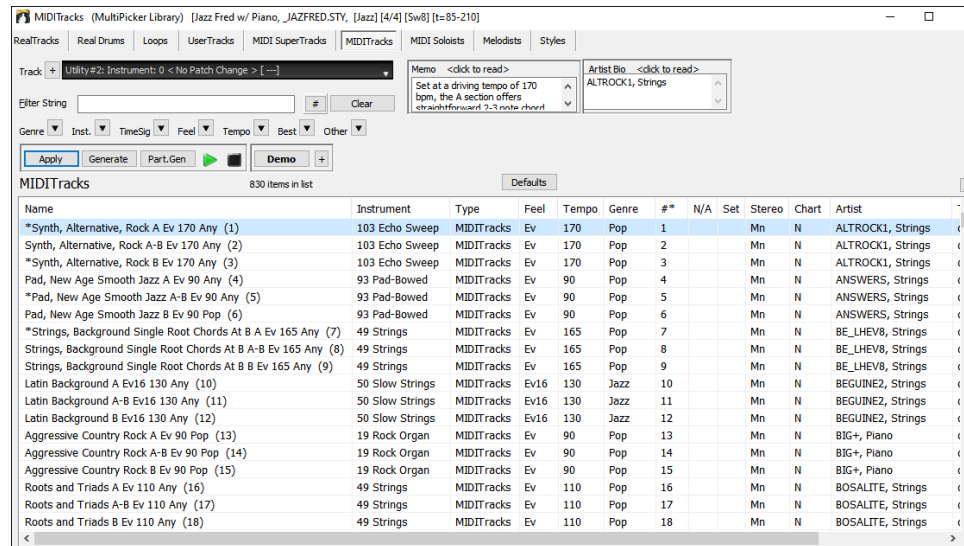 MIDITracks (MultiPicker Library) [Jazz Fred w/ Piano, _JAZFRED.STY, [Jazz] [4/4] [Sw8] [t=85-210]
RealTracks Real Drums Loops UserTracks MIDI SuperTracks MIDITracks MIDI Soloists Melodists Styles
Track + Utility#2: Instrument: 0 < No Patch Change > [ ---]
Memo <click to read>
Artist Bio <click to read>
Set at a driving tempo of 170
bpm, the A section offers
straightforward 2-3 note chord
ALTROCK1, Strings
Filter String # Clear
Genre Inst. TimeSig Feel Tempo Best Other
Apply Generate Part.Gen Demo +
MIDITracks 830 items in list Defaults
Name Instrument Type Feel Tempo Genre #* N/A Set Stereo Chart Artist
*Synth, Alternative, Rock A Ev 170 Any (1) 103 Echo Sweep MIDITracks Ev 170 Pop 1 Mn N ALTROCK1, Strings
Synth, Alternative, Rock A-B Ev 170 Any (2) 103 Echo Sweep MIDITracks Ev 170 Pop 2 Mn N ALTROCK1, Strings
*Synth, Alternative, Rock B Ev 170 Any (3) 103 Echo Sweep MIDITracks Ev 170 Pop 3 Mn N ALTROCK1, Strings
Pad, New Age Smooth Jazz A Ev 90 Any (4) 93 Pad-Bowed MIDITracks Ev 90 Pop 4 Mn N ANSWERS, Strings
*Pad, New Age Smooth Jazz A-B Ev 90 Any (5) 93 Pad-Bowed MIDITracks Ev 90 Pop 5 Mn N ANSWERS, Strings
Pad, New Age Smooth Jazz B Ev 90 Pop (6) 93 Pad-Bowed MIDITracks Ev 90 Pop 6 Mn N ANSWERS, Strings
*Strings, Background Single Root Chords At B A Ev 165 Any (7) 49 Strings MIDITracks Ev 165 Pop 7 Mn N BE_LHEV8, Strings
Strings, Background Single Root Chords At B A-B Ev 165 Any (8) 49 Strings MIDITracks Ev 165 Pop 8 Mn N BE_LHEV8, Strings
Strings, Background Single Root Chords At B B Ev 165 Any (9) 49 Strings MIDITracks Ev 165 Pop 9 Mn N BE_LHEV8, Strings
Latin Background A Ev16 130 Any (10) 50 Slow Strings MIDITracks Ev16 130 Jazz 10 Mn N BEGUINE2, Strings
Latin Background A-B Ev16 130 Any (11) 50 Slow Strings MIDITracks Ev16 130 Jazz 11 Mn N BEGUINE2, Strings
Latin Background B Ev16 130 Any (12) 50 Slow Strings MIDITracks Ev16 130 Jazz 12 Mn N BEGUINE2, Strings
Aggressive Country Rock A Ev 90 Pop (13) 19 Rock Organ MIDITracks Ev 90 Pop 13 Mn N BIG+, Piano
Aggressive Country Rock A-B Ev 90 Pop (14) 19 Rock Organ MIDITracks Ev 90 Pop 14 Mn N BIG+, Piano
Aggressive Country Rock B Ev 90 Pop (15) 19 Rock Organ MIDITracks Ev 90 Pop 15 Mn N BIG+, Piano
Roots and Triads A Ev 110 Any (16) 49 Strings MIDITracks Ev 110 Pop 16 Mn N BOSALITE, Strings
Roots and Triads A-B Ev 110 Any (17) 49 Strings MIDITracks Ev 110 Pop 17 Mn N BOSALITE, Strings
Roots and Triads B Ev 110 Any (18) 49 Strings MIDITracks Ev 110 Pop 18 Mn N BOSALITE, Strings